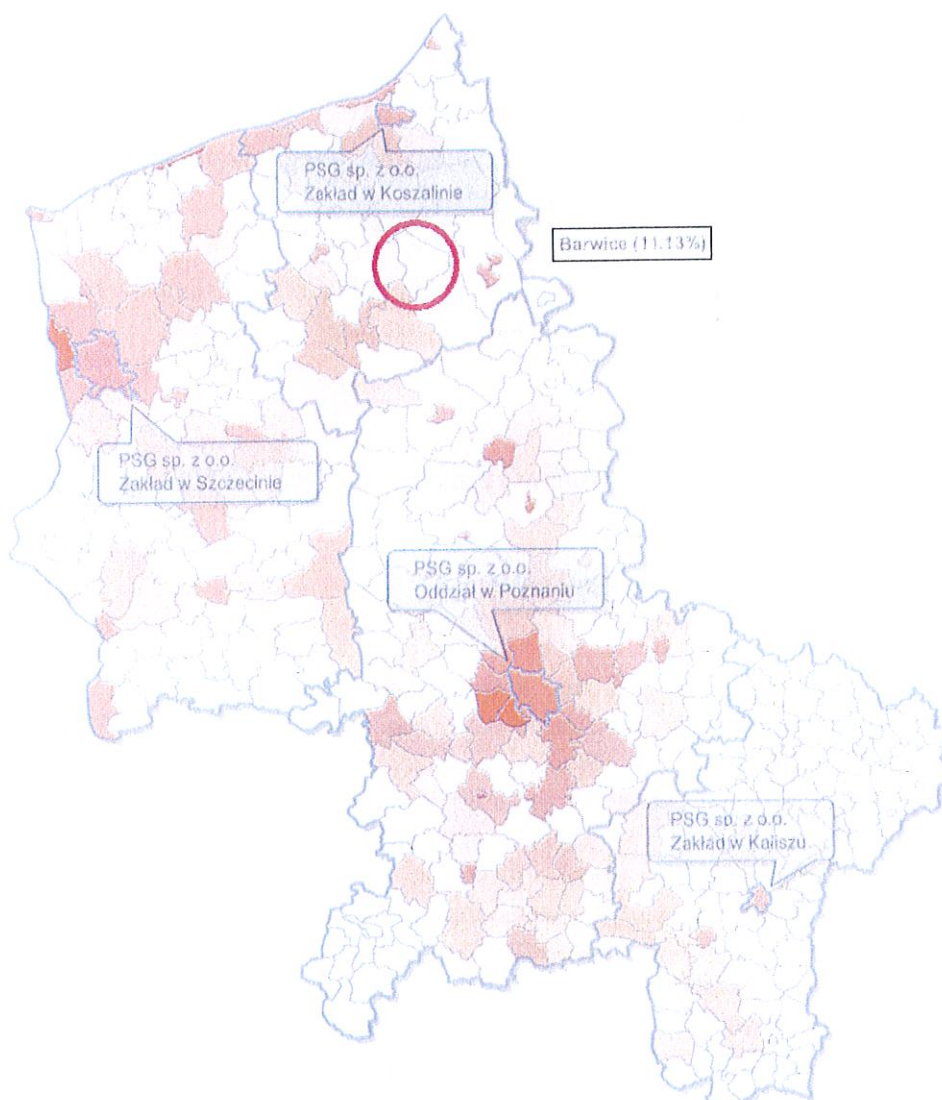 PSG sp. z o.o.
Zakład w Koszalinie
Barwice (11.13%)
PSG sp. z o.o.
Zakład w Szczecinie
PSG sp. z o.o.
Oddział w Poznaniu
PSG sp. z o.o.
Zakład w Kaliszu